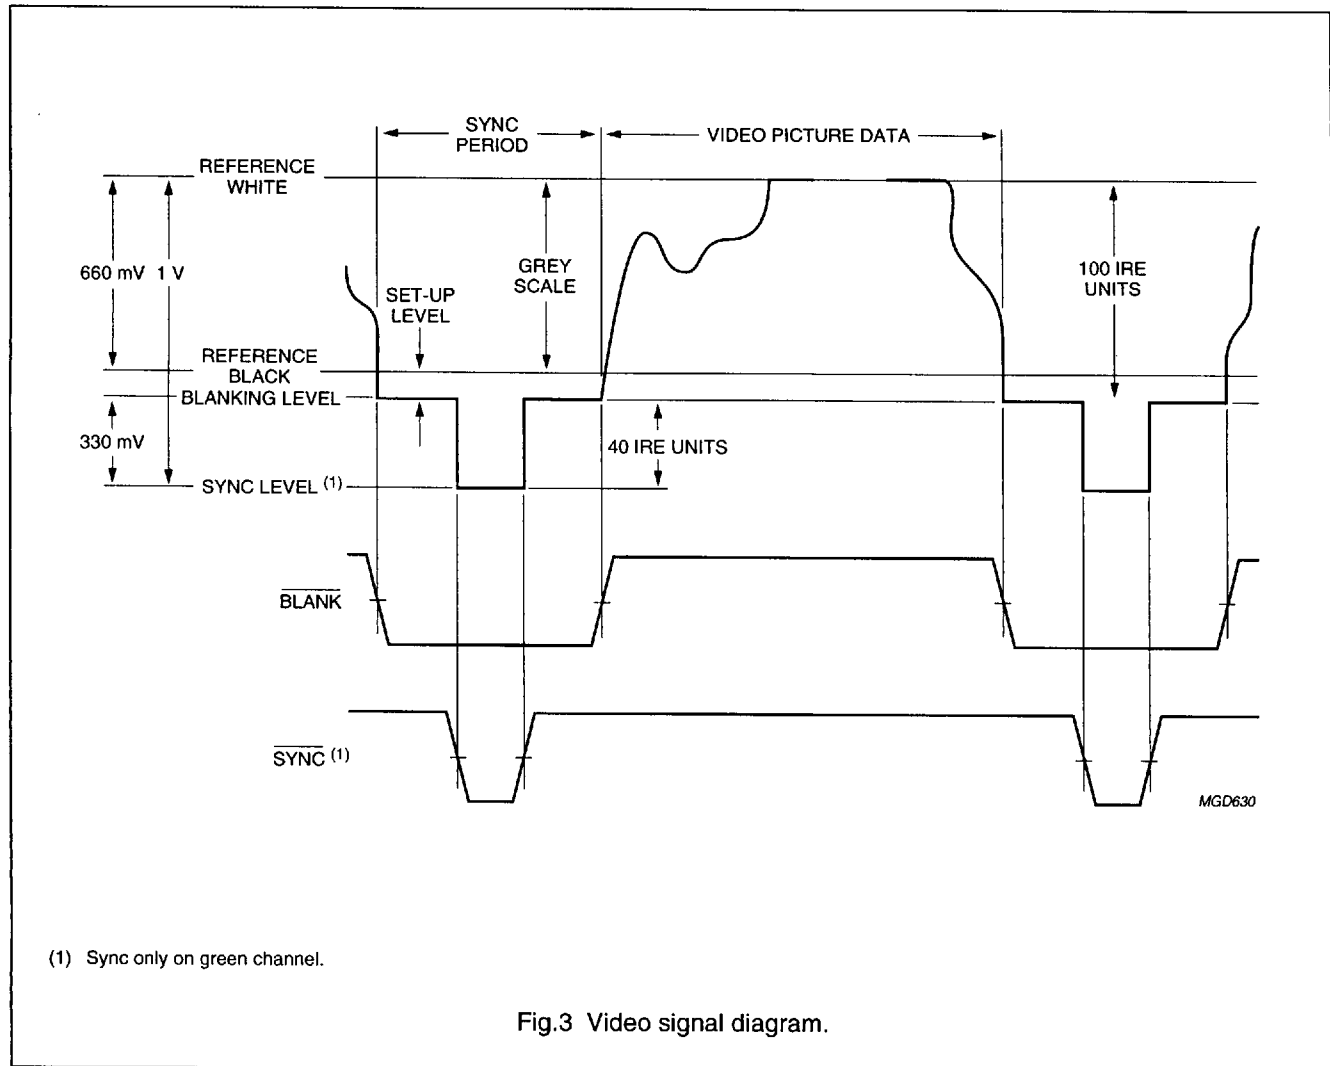 SYNC
PERIOD
VIDEO PICTURE DATA
REFERENCE
WHITE
660 mV
1 V
GREY
SCALE
100 IRE
UNITS
SET-UP
LEVEL
REFERENCE
BLACK
BLANKING LEVEL
330 mV
40 IRE UNITS
SYNC LEVEL (1)
BLANK
SYNC (1)
MGD630
(1) Sync only on green channel.
Fig.3 Video signal diagram.